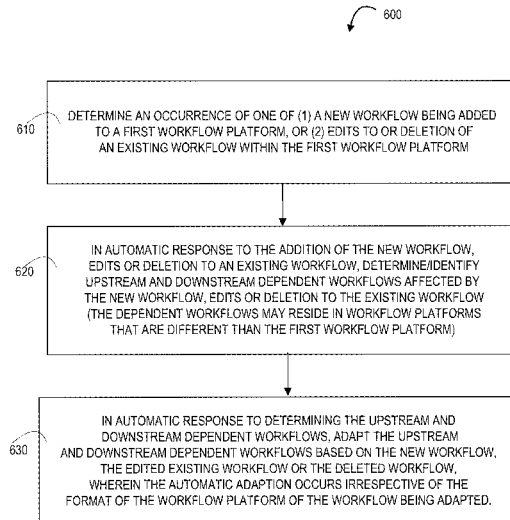 600
610
DETERMINE AN OCCURRENCE OF ONE OF (1) A NEW WORKFLOW BEING ADDED
TO A FIRST WORKFLOW PLATFORM, OR (2) EDITS TO OR DELETION OF
AN EXISTING WORKFLOW WITHIN THE FIRST WORKFLOW PLATFORM
620
IN AUTOMATIC RESPONSE TO THE ADDITION OF THE NEW WORKFLOW,
EDITS OR DELETION TO AN EXISTING WORKFLOW, DETERMINE/IDENTIFY
UPSTREAM AND DOWNSTREAM DEPENDENT WORKFLOWS AFFECTED BY
THE NEW WORKFLOW, EDITS OR DELETION TO THE EXISTING WORKFLOW
(THE DEPENDENT WORKFLOWS MAY RESIDE IN WORKFLOW PLATFORMS
THAT ARE DIFFERENT THAN THE FIRST WORKFLOW PLATFORM)
630
IN AUTOMATIC RESPONSE TO DETERMINING THE UPSTREAM AND
DOWNSTREAM DEPENDENT WORKFLOWS, ADAPT THE UPSTREAM
AND DOWNSTREAM DEPENDENT WORKFLOWS BASED ON THE NEW WORKFLOW,
THE EDITED EXISTING WORKFLOW OR THE DELETED WORKFLOW,
WHEREIN THE AUTOMATIC ADAPTION OCCURS IRRESPECTIVE OF THE
FORMAT OF THE WORKFLOW PLATFORM OF THE WORKFLOW BEING ADAPTED.